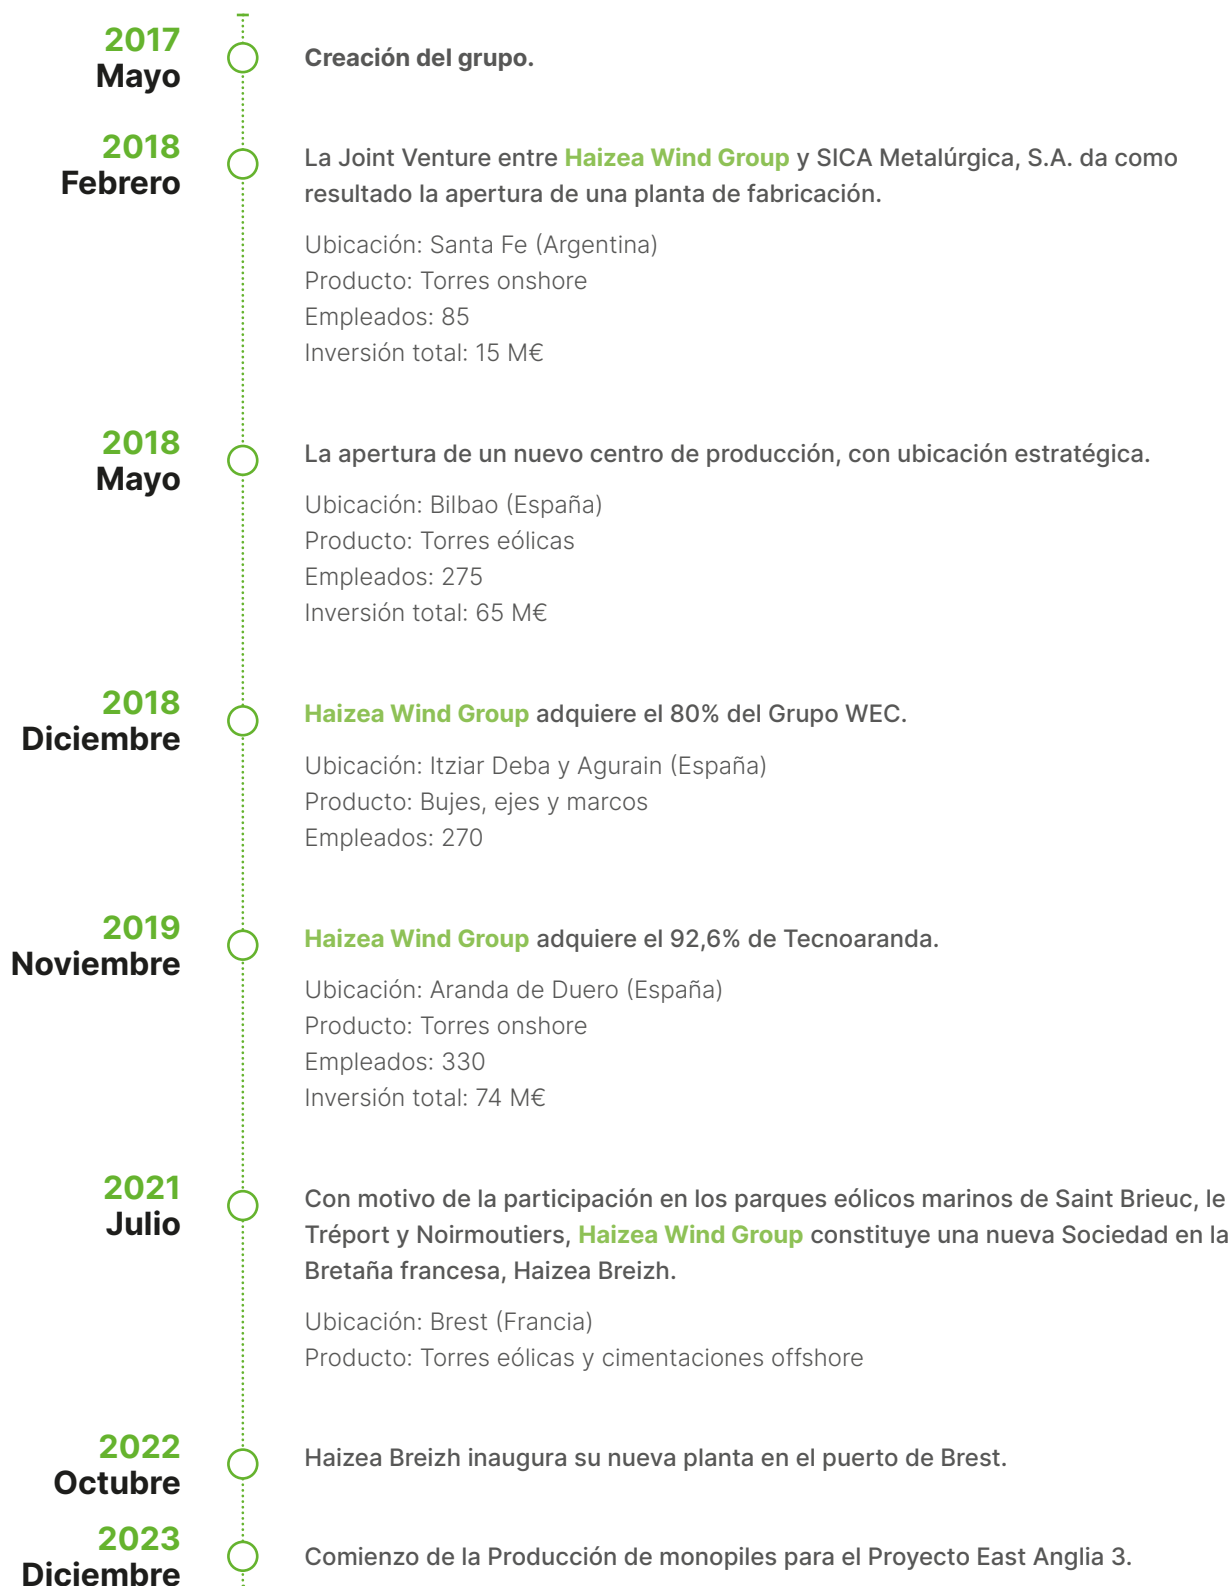 2017
Mayo
Creación del grupo.
2018
Febrero
La Joint Venture entre Haizea Wind Group y SICA Metalúrgica, S.A. da como
resultado la apertura de una planta de fabricación.
Ubicación: Santa Fe (Argentina)
Producto: Torres onshore
Empleados: 85
Inversión total: 15 M€
2018
Mayo
La apertura de un nuevo centro de producción, con ubicación estratégica.
Ubicación: Bilbao (España)
Producto: Torres eólicas
Empleados: 275
Inversión total: 65 M€
2018
Diciembre
Haizea Wind Group adquiere el 80% del Grupo WEC.
Ubicación: Itziar Deba y Agurain (España)
Producto: Bujes, ejes y marcos
Empleados: 270
2019
Noviembre
Haizea Wind Group adquiere el 92,6% de Tecnoaranda.
Ubicación: Aranda de Duero (España)
Producto: Torres onshore
Empleados: 330
Inversión total: 74 M€
2021
Julio
Con motivo de la participación en los parques eólicos marinos de Saint Brieuc, le
Tréport y Noirmoutiers, Haizea Wind Group constituye una nueva Sociedad en la
Bretaña francesa, Haizea Breizh.
Ubicación: Brest (Francia)
Producto: Torres eólicas y cimentaciones offshore
2022
Octubre
Haizea Breizh inaugura su nueva planta en el puerto de Brest.
2023
Diciembre
Comienzo de la Producción de monopiles para el Proyecto East Anglia 3.